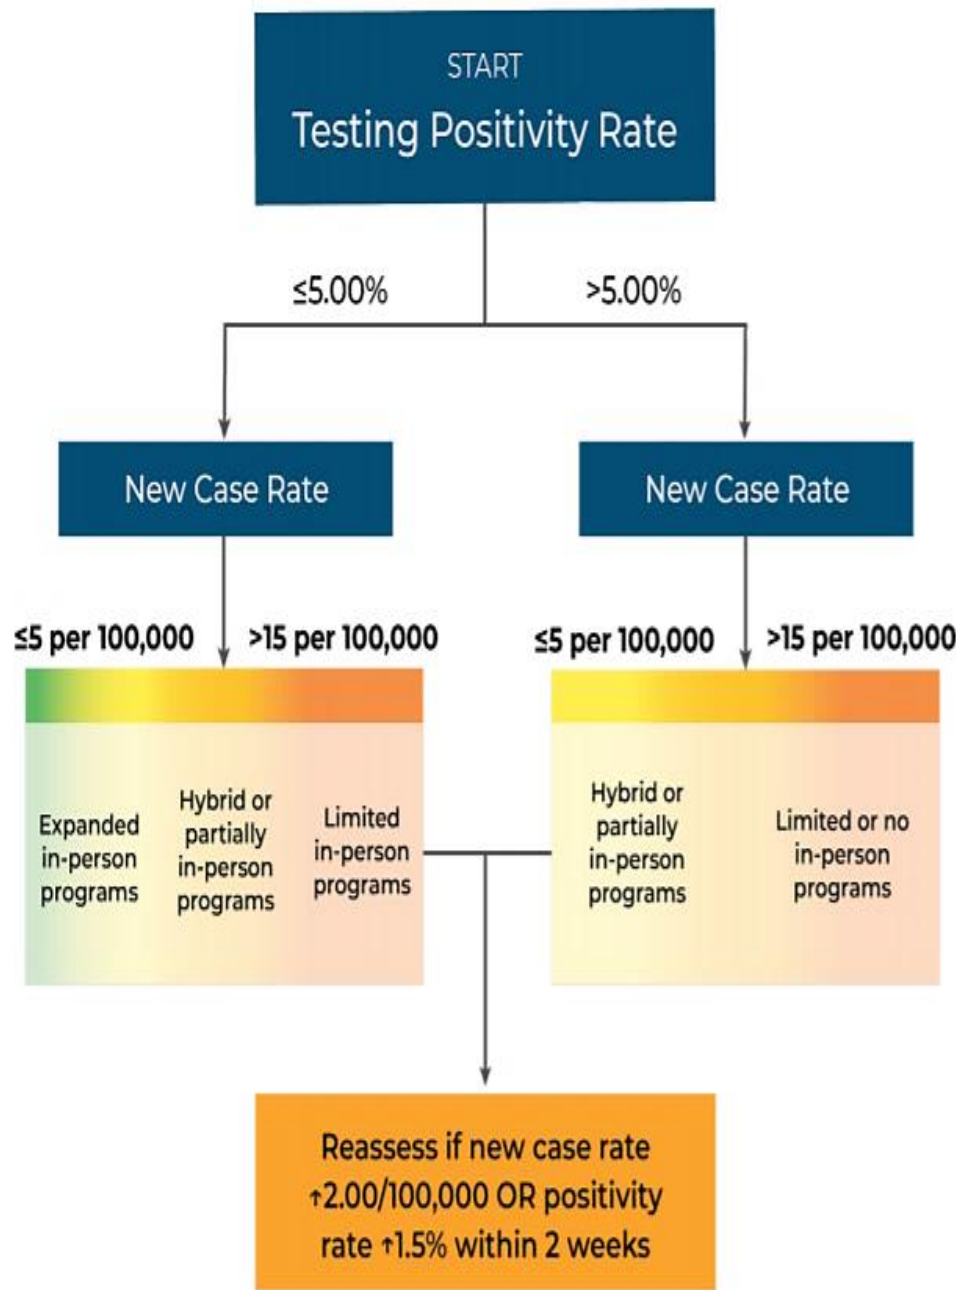 START
Testing Positivity Rate
≤5.00%
>5.00%
New Case Rate
New Case Rate
≤5 per 100,000
>15 per 100,000
≤5 per 100,000
>15 per 100,000
Expanded
in-person
programs
Hybrid or
partially
in-person
programs
Limited
in-person
programs
Hybrid or
partially
in-person
programs
Limited or no
in-person
programs
Reassess if new case rate
↑2.00/100,000 OR positivity
rate ↑1.5% within 2 weeks